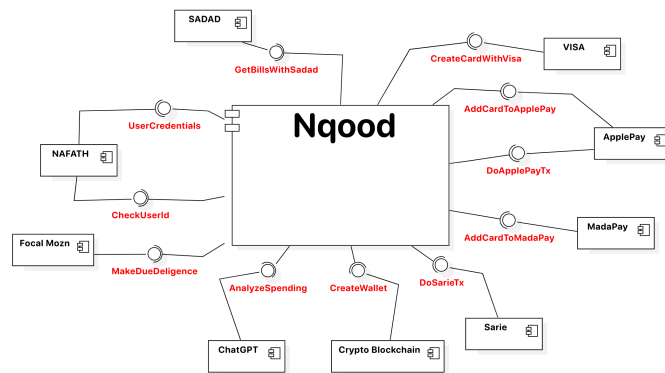 SADAD
VISA
GetBillsWithSadad
CreateCardWithVisa
AddCardToApplePay
UserCredentials
Nqood
ApplePay
NAFATH
DoApplePayTx
CheckUserId
MadaPay
AddCardToMadaPay
Focal Mozn
MakeDueDeligence
AnalyzeSpending
CreateWallet
DoSarieTx
Sarie
ChatGPT
Crypto Blockchain